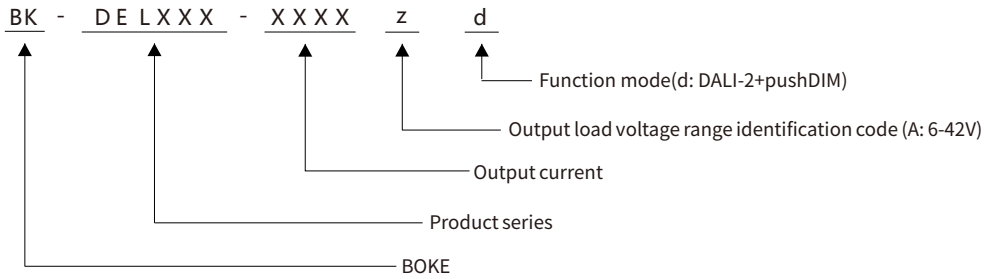 BK - DELXXX - XXXX z d
Function mode(d: DALI-2+pushDIM)
Output load voltage range identification code (A: 6-42V)
Output current
Product series
BOKE